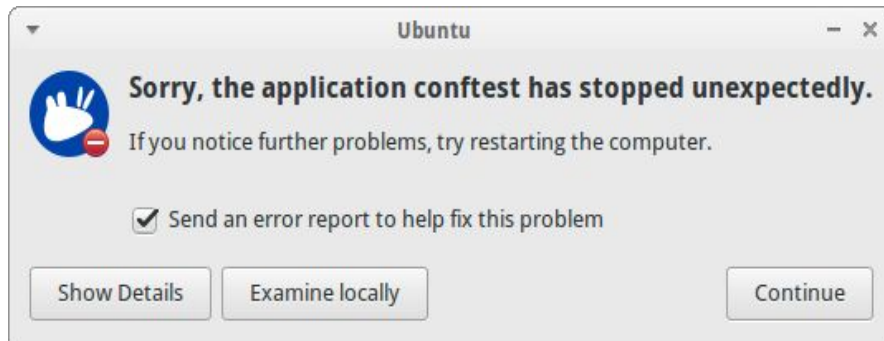 Ubuntu
Sorry, the application conftest has stopped unexpectedly.
If you notice further problems, try restarting the computer.
Send an error report to help fix this problem
Show Details
Examine locally
Continue